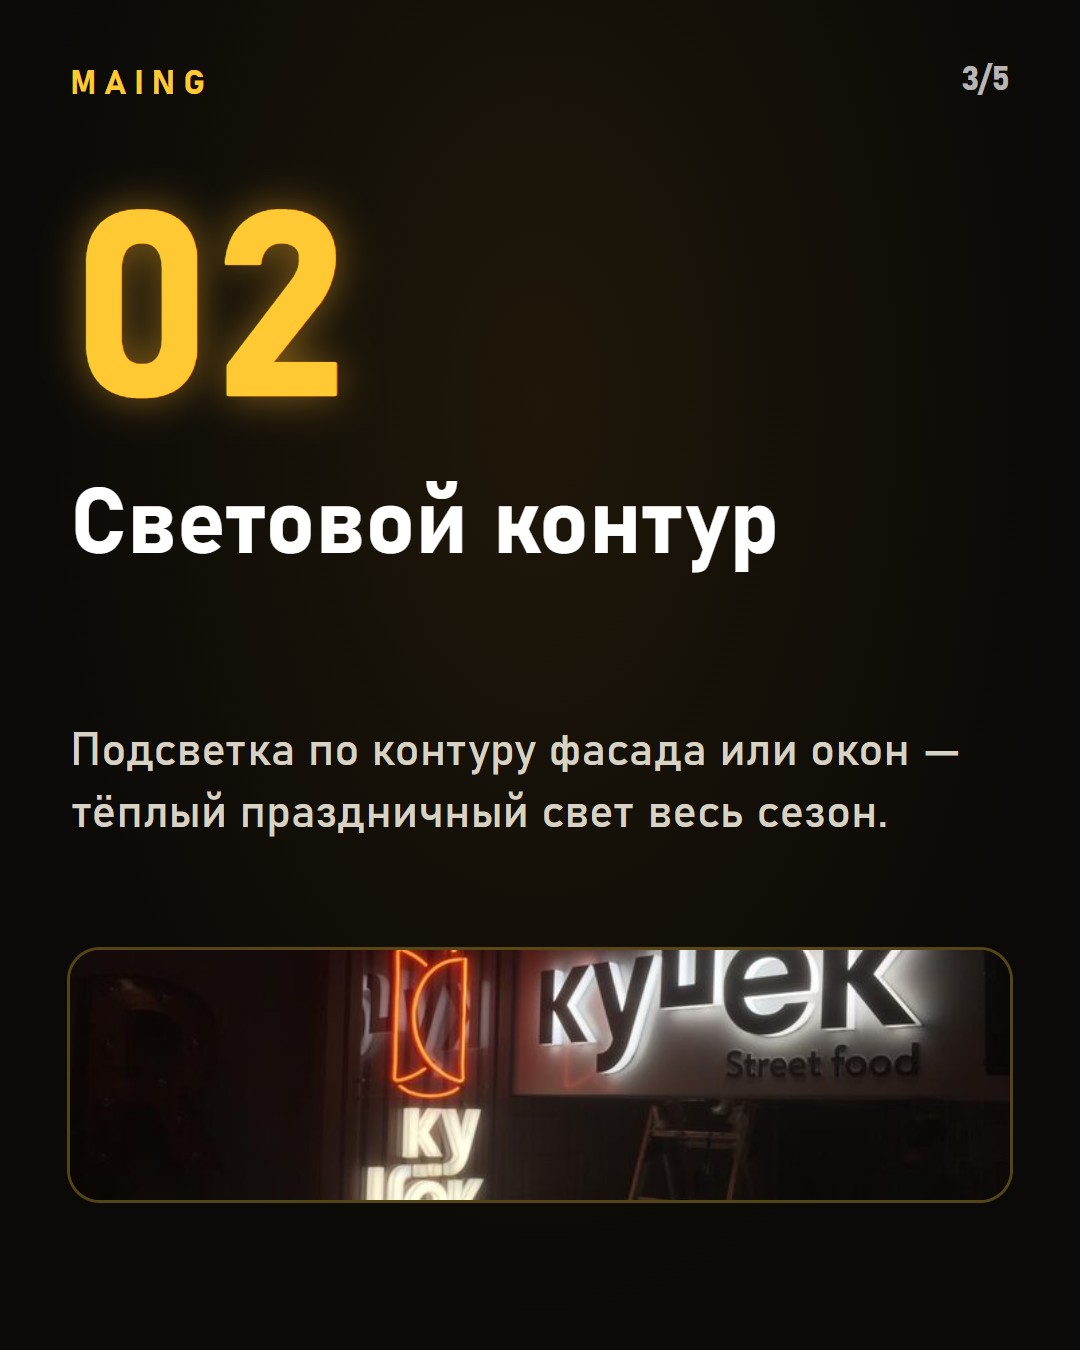 MAING
3/5
02
Световой контур
Подсветка по контуру фасада или окон —
тёплый праздничный свет весь сезон.
кусек
Street food
ку